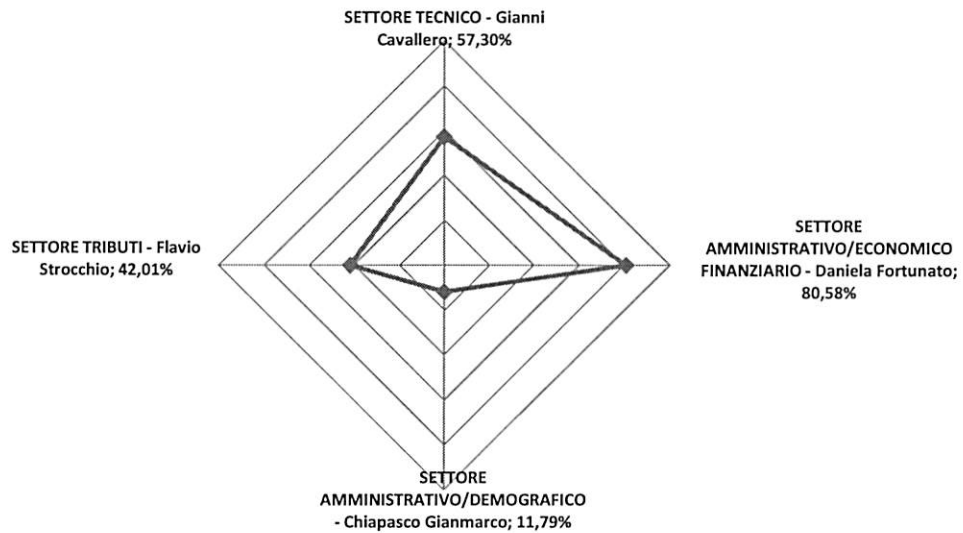 SETTORE TECNICO - Gianni
Cavallero; 57,30%
SETTORE
AMMINISTRATIVO/ECONOMICO
FINANZIARIO - Daniela Fortunato;
80,58%
SETTORE
AMMINISTRATIVO/DEMOGRAFICO
- Chiapasco Gianmarco; 11,79%
SETTORE TRIBUTI - Flavio
Strocchio; 42,01%